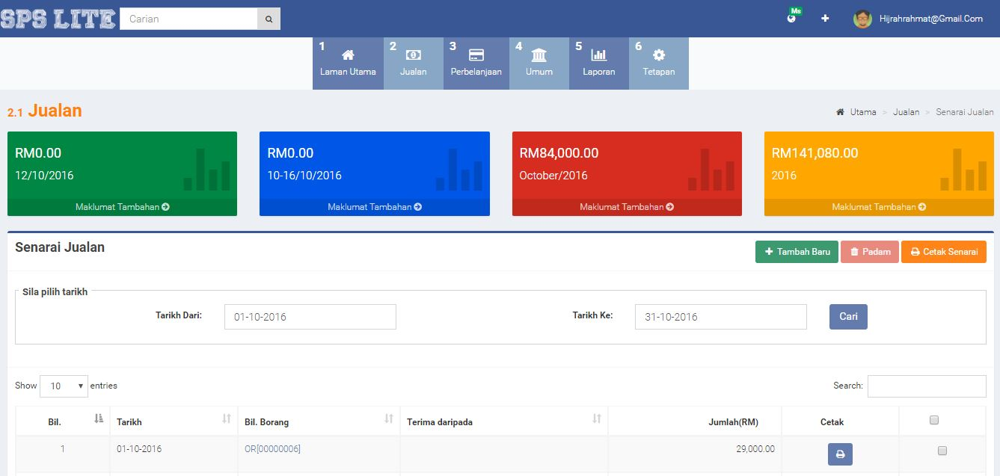 SPS LITE
Carian
Ms
Hijrahrahmat@Gmail.Com
1 Laman Utama
2 Jualan
3 Perbelanjaan
4 Umum
5 Laporan
6 Tetapan
2.1 Jualan
Utama > Jualan > Senarai Jualan
RM0.00
12/10/2016
Maklumat Tambahan
RM0.00
10-16/10/2016
Maklumat Tambahan
RM84,000.00
October/2016
Maklumat Tambahan
RM141,080.00
2016
Maklumat Tambahan
Senarai Jualan
Tambah Baru
Padam
Cetak Senarai
Sila pilih tarikh
Tarikh Dari: 01-10-2016
Tarikh Ke: 31-10-2016
Cari
Show 10 entries
Search:
Bil. Tarikh Bil. Borang Terima daripada Jumlah(RM) Cetak
1 01-10-2016 OR[00000006] 29,000.00